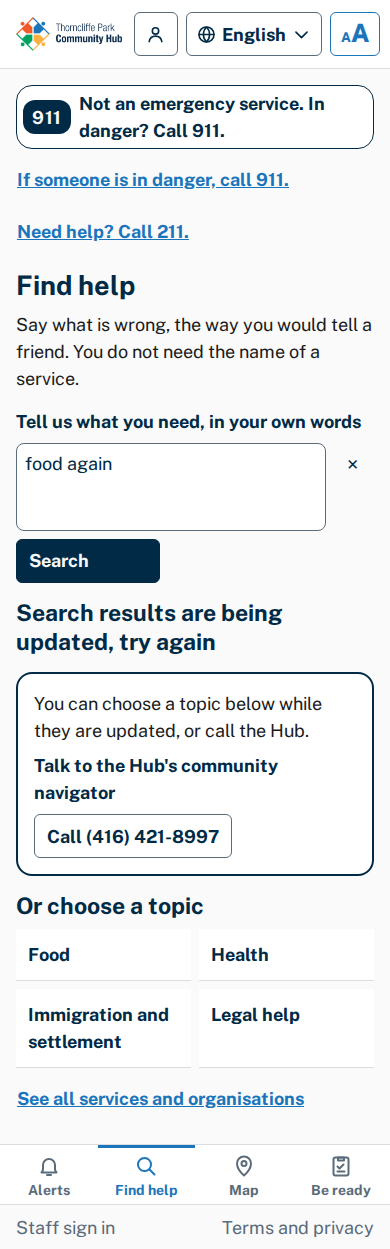 Thorncliffe Park
Community Hub
English
AA
911
Not an emergency service. In
danger? Call 911.
If someone is in danger, call 911.
Need help? Call 211.
Find help
Say what is wrong, the way you would tell a
friend. You do not need the name of a
service.
Tell us what you need, in your own words
food again
×
Search
Search results are being
updated, try again
You can choose a topic below while
they are updated, or call the Hub.
Talk to the Hub's community
navigator
Call (416) 421-8997
Or choose a topic
Food
Health
Immigration and
settlement
Legal help
See all services and organisations
Alerts
Find help
Map
Be ready
Staff sign in
Terms and privacy